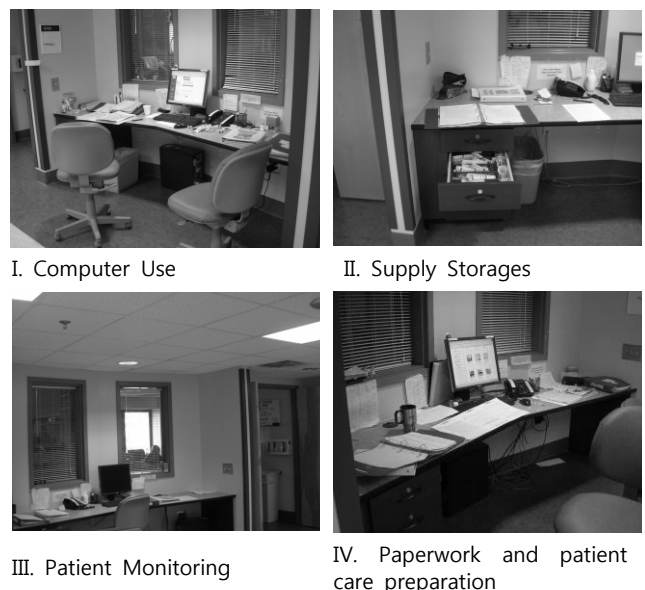 I. Computer Use
II. Supply Storages
III. Patient Monitoring
IV. Paperwork and patient
care preparation